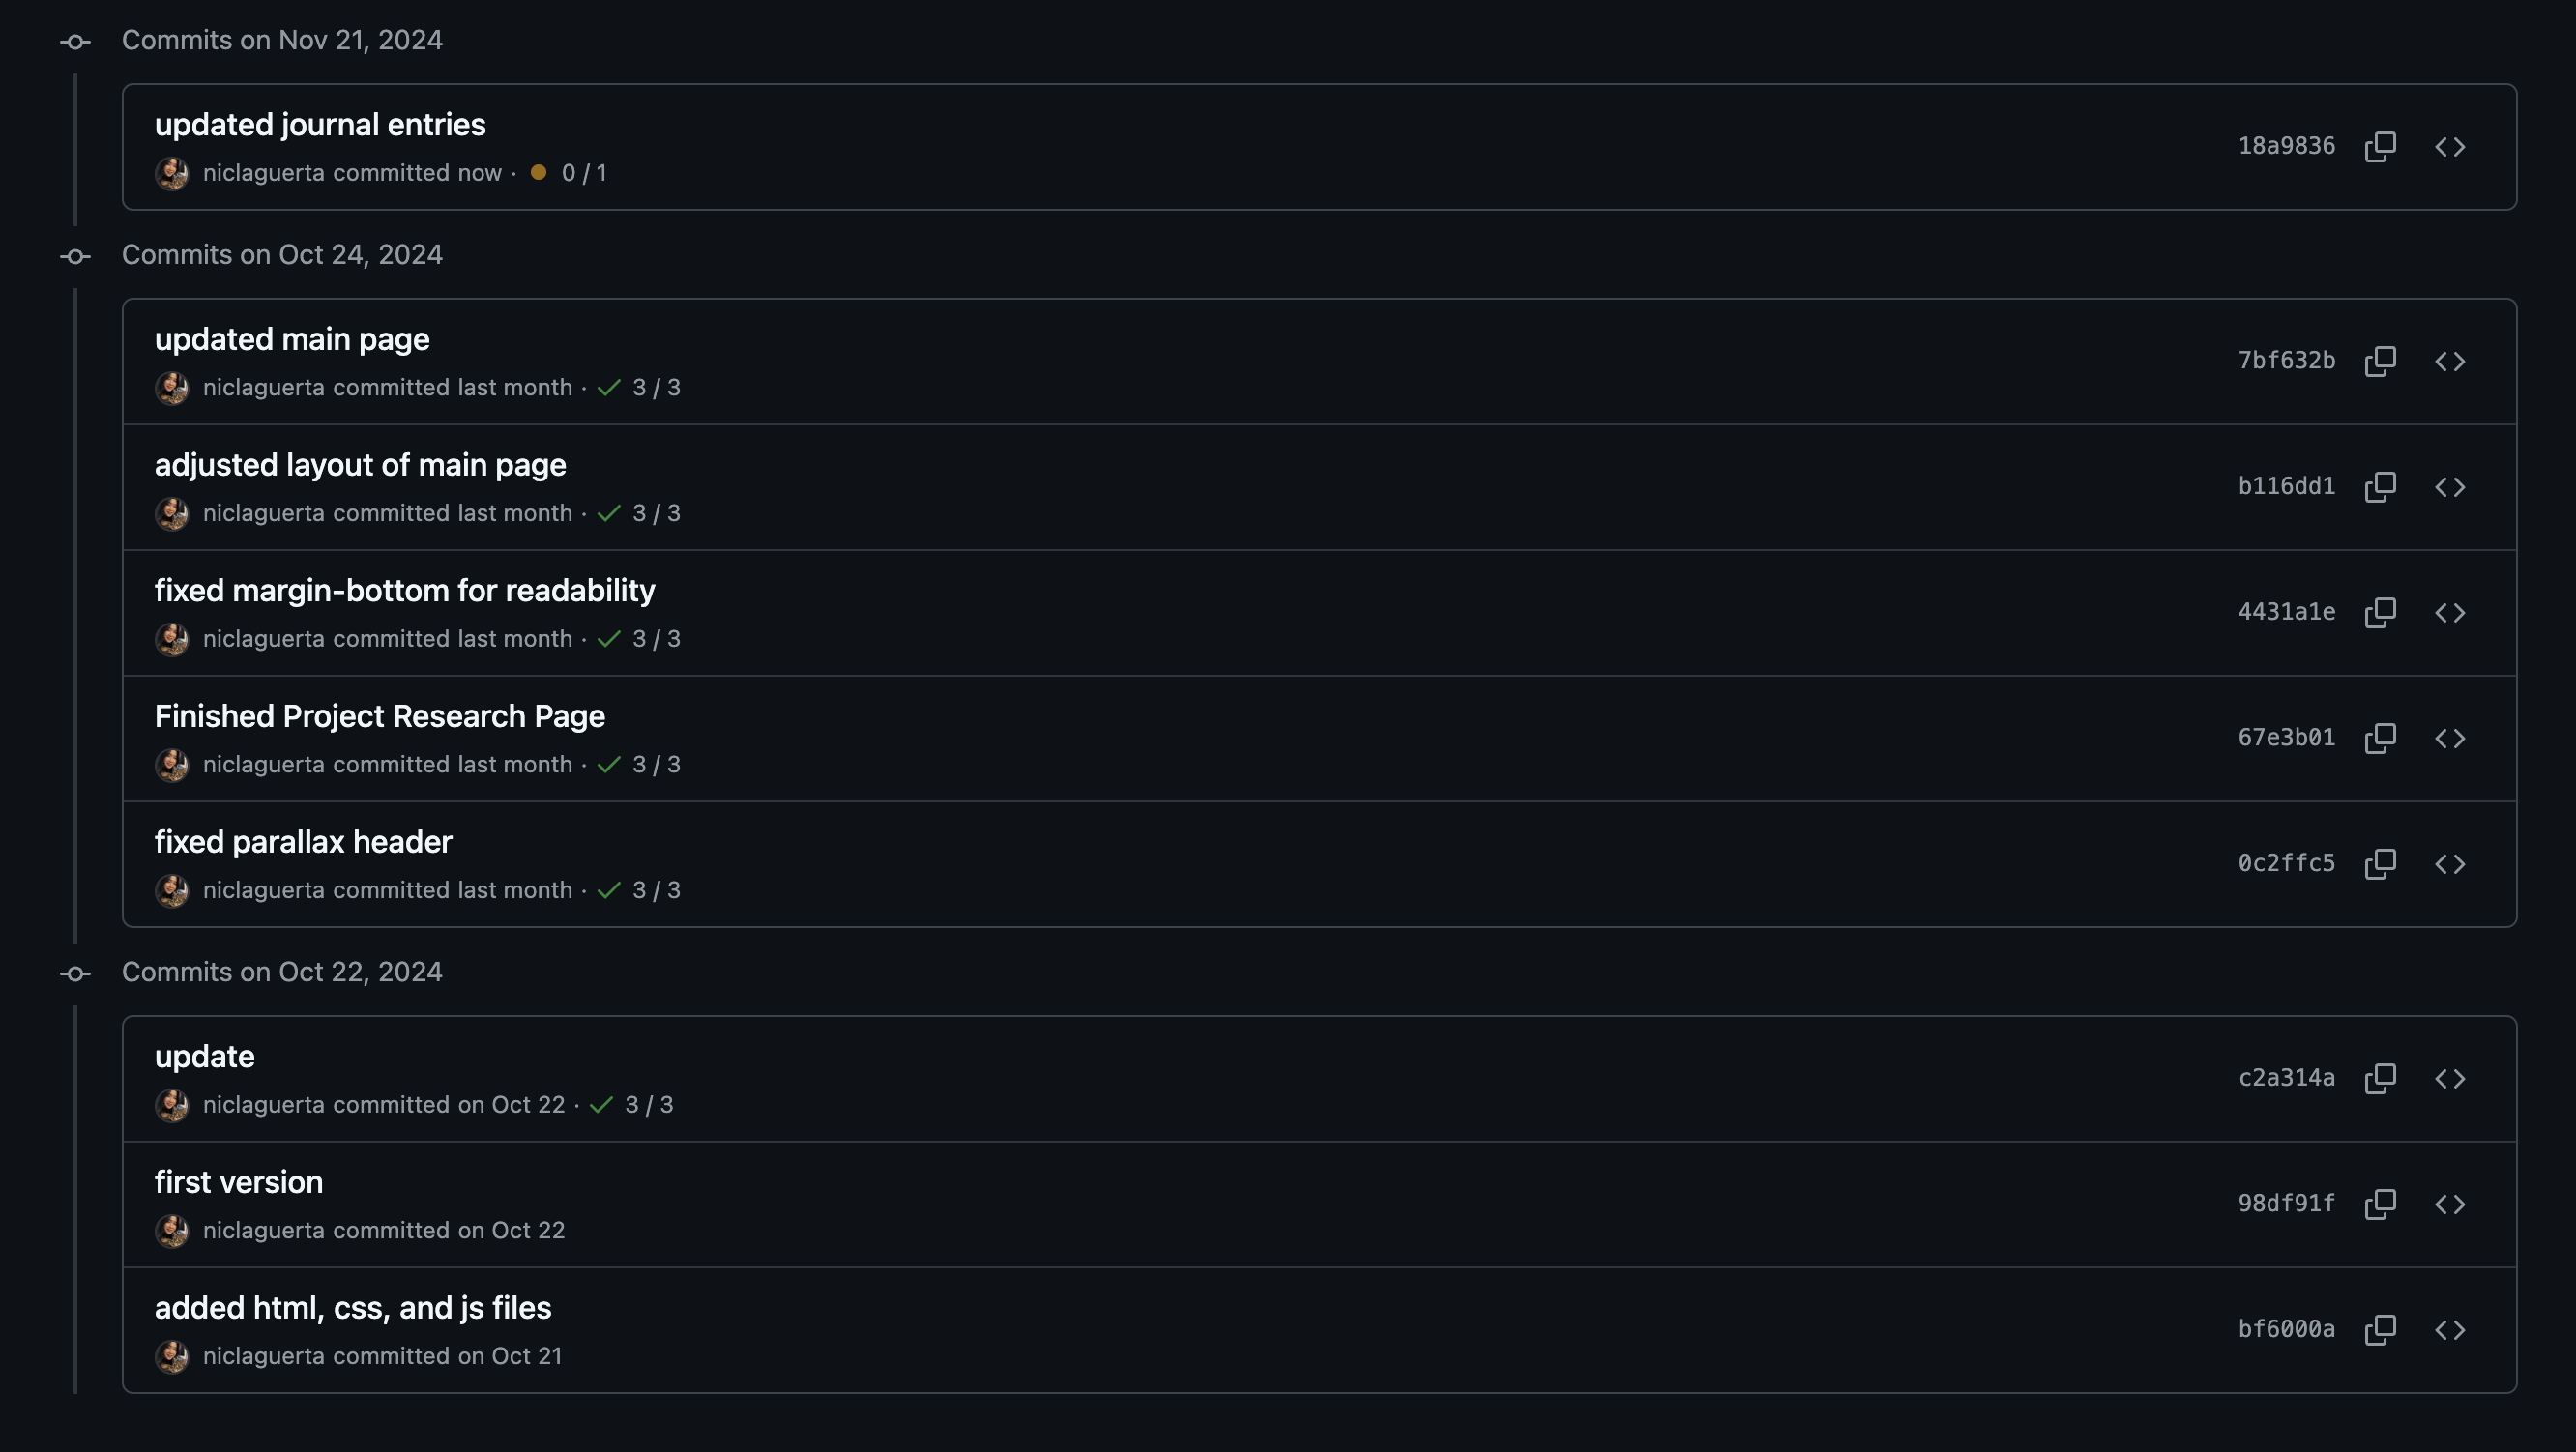 Commits on Nov 21, 2024
updated journal entries
niclaguerta committed now · 0 / 1
18a9836
Commits on Oct 24, 2024
updated main page
niclaguerta committed last month · 3 / 3
7bf632b
adjusted layout of main page
niclaguerta committed last month · 3 / 3
b116dd1
fixed margin-bottom for readability
niclaguerta committed last month · 3 / 3
4431a1e
Finished Project Research Page
niclaguerta committed last month · 3 / 3
67e3b01
fixed parallax header
niclaguerta committed last month · 3 / 3
0c2ffc5
Commits on Oct 22, 2024
update
niclaguerta committed on Oct 22 · 3 / 3
c2a314a
first version
niclaguerta committed on Oct 22
98df91f
added html, css, and js files
niclaguerta committed on Oct 21
bf6000a